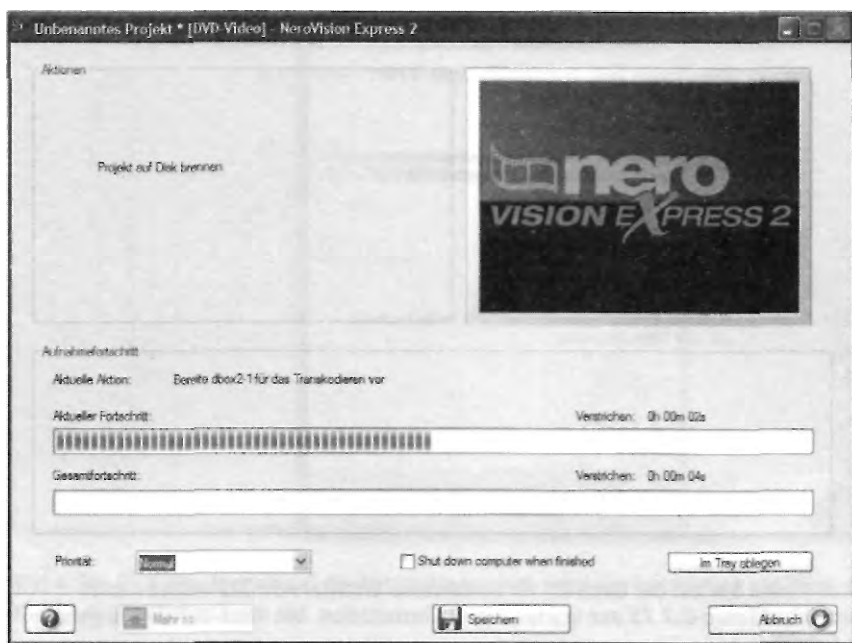 Unbenanntes Projekt * [DVD-Video] - NeroVision Express 2
Aktionen
Projekt auf Disk brennen
nero
VISION EXPRESS 2
Aufnahmefortschritt
Aktuelle Aktion: Bereite dbox2-1 für das Transkodieren vor
Aktueller Fortschritt: Verstrichen: 0h 00m 02s
Gesamtfortschritt: Verstrichen: 0h 00m 04s
Priorität: Normal Shut down computer when finished Im Tray ablegen
Mehr Speichern Abbruch